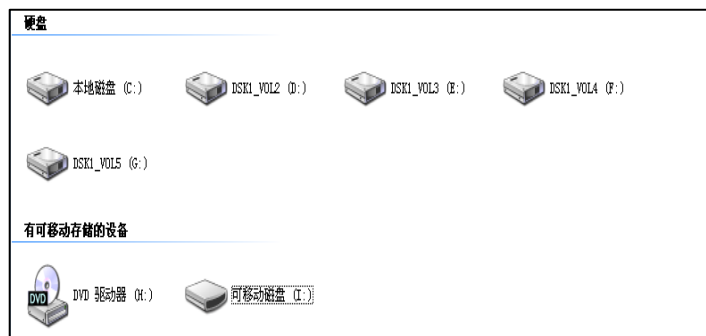 硬盘
本地磁盘 (C:) DSK1_VOL2 (D:) DSK1_VOL3 (E:) DSK1_VOL4 (F:)
DSK1_VOL5 (G:)
有可移动存储的设备
DVD DVD 驱动器 (H:) 可移动磁盘 (I:)